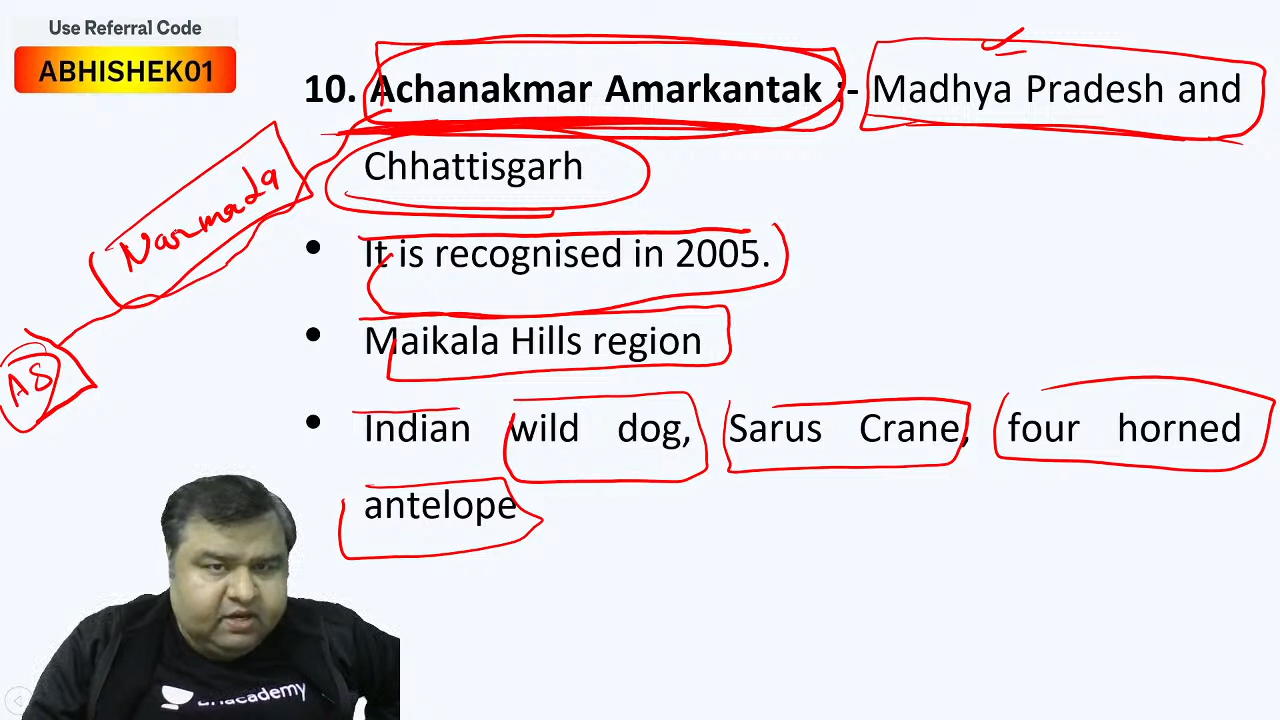 Use Referral Code
ABHISHEK01
10. Achanakmar Amarkantak :- Madhya Pradesh and
Chhattisgarh
Narmada
• It is recognised in 2005.
• Maikala Hills region
AS
• Indian wild dog, Sarus Crane, four horned
antelope